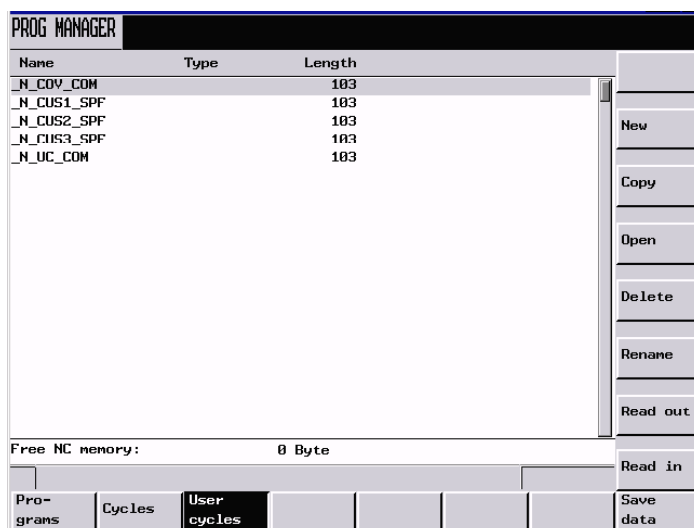 PROG MANAGER
Name Type Length
_N_COV_COM 103
_N_CUS1_SPF 103
_N_CUS2_SPF 103
_N_CUS3_SPF 103
_N_UC_COM 103
New
Copy
Open
Delete
Rename
Read out
Read in
Free NC memory: 0 Byte
Pro-
grams
Cycles
User
cycles
Save
data